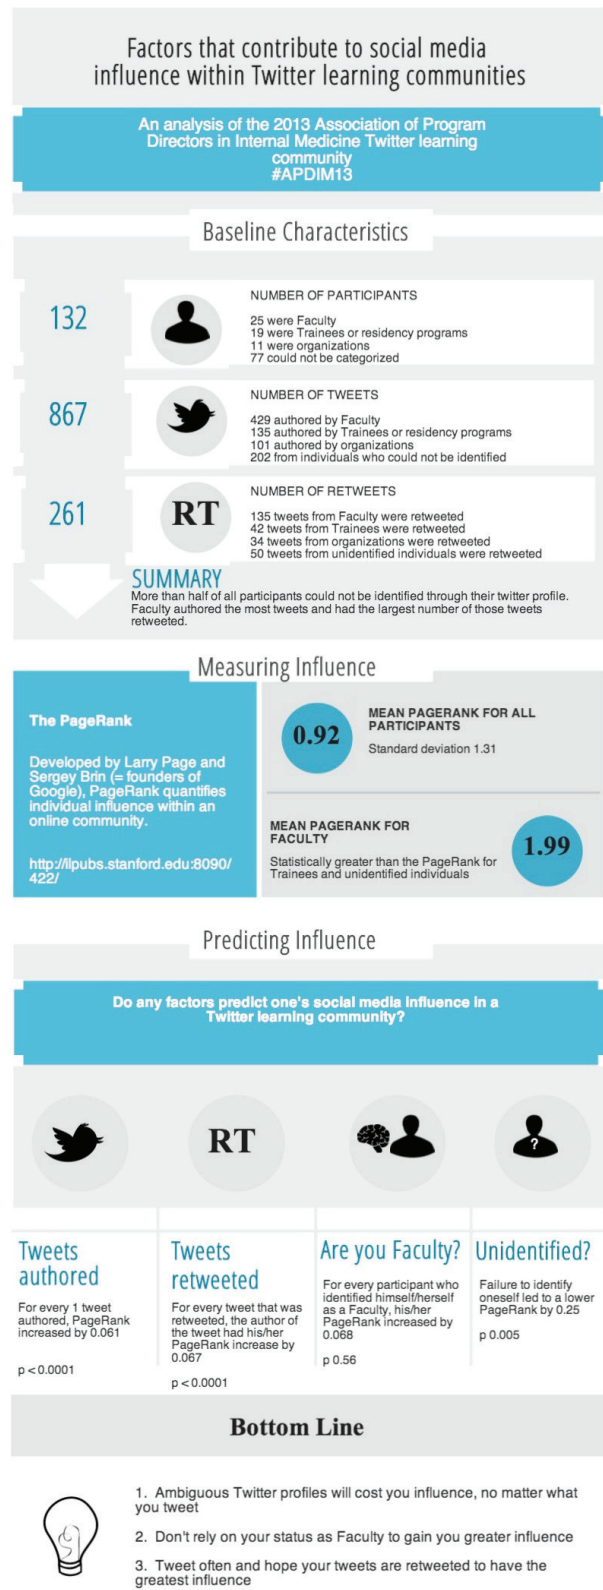 Factors that contribute to social media
influence within Twitter learning communities
An analysis of the 2013 Association of Program
Directors in Internal Medicine Twitter learning
community
#APDIM13
Baseline Characteristics
132
NUMBER OF PARTICIPANTS
25 were Faculty
19 were Trainees or residency programs
11 were organizations
77 could not be categorized
867
NUMBER OF TWEETS
429 authored by Faculty
135 authored by Trainees or residency programs
101 authored by organizations
202 from individuals who could not be identified
261
RT
NUMBER OF RETWEETS
135 tweets from Faculty were retweeted
42 tweets from Trainees were retweeted
34 tweets from organizations were retweeted
50 tweets from unidentified individuals were retweeted
SUMMARY
More than half of all participants could not be identified through their twitter profile.
Faculty authored the most tweets and had the largest number of those tweets
retweeted.
Measuring Influence
The PageRank
Developed by Larry Page and
Sergey Brin (= founders of
Google), PageRank quantifies
individual influence within an
online community.
http://ilpubs.stanford.edu:8090/
422/
0.92
MEAN PAGERANK FOR ALL
PARTICIPANTS
Standard deviation 1.31
MEAN PAGERANK FOR
FACULTY
Statistically greater than the PageRank for
Trainees and unidentified individuals
1.99
Predicting Influence
Do any factors predict one's social media influence in a
Twitter learning community?
RT
?
Tweets
authored
For every 1 tweet
authored, PageRank
increased by 0.061
p < 0.0001
Tweets
retweeted
For every tweet that was
retweeted, the author of
the tweet had his/her
PageRank increase by
0.067
p < 0.0001
Are you Faculty?
For every participant who
identified himself/herself
as a Faculty, his/her
PageRank increased by
0.068
p 0.56
Unidentified?
Failure to identify
oneself led to a lower
PageRank by 0.25
p 0.005
Bottom Line
1. Ambiguous Twitter profiles will cost you influence, no matter what
you tweet
2. Don't rely on your status as Faculty to gain you greater influence
3. Tweet often and hope your tweets are retweeted to have the
greatest influence